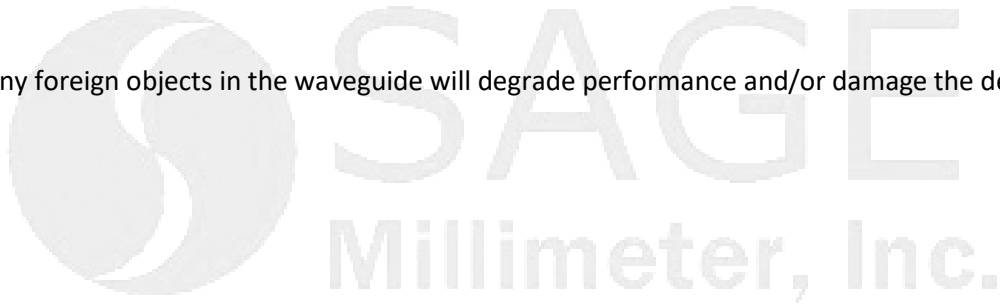 ny foreign objects in the waveguide will degrade performance and/or damage the de
SAGE
Millimeter, Inc.